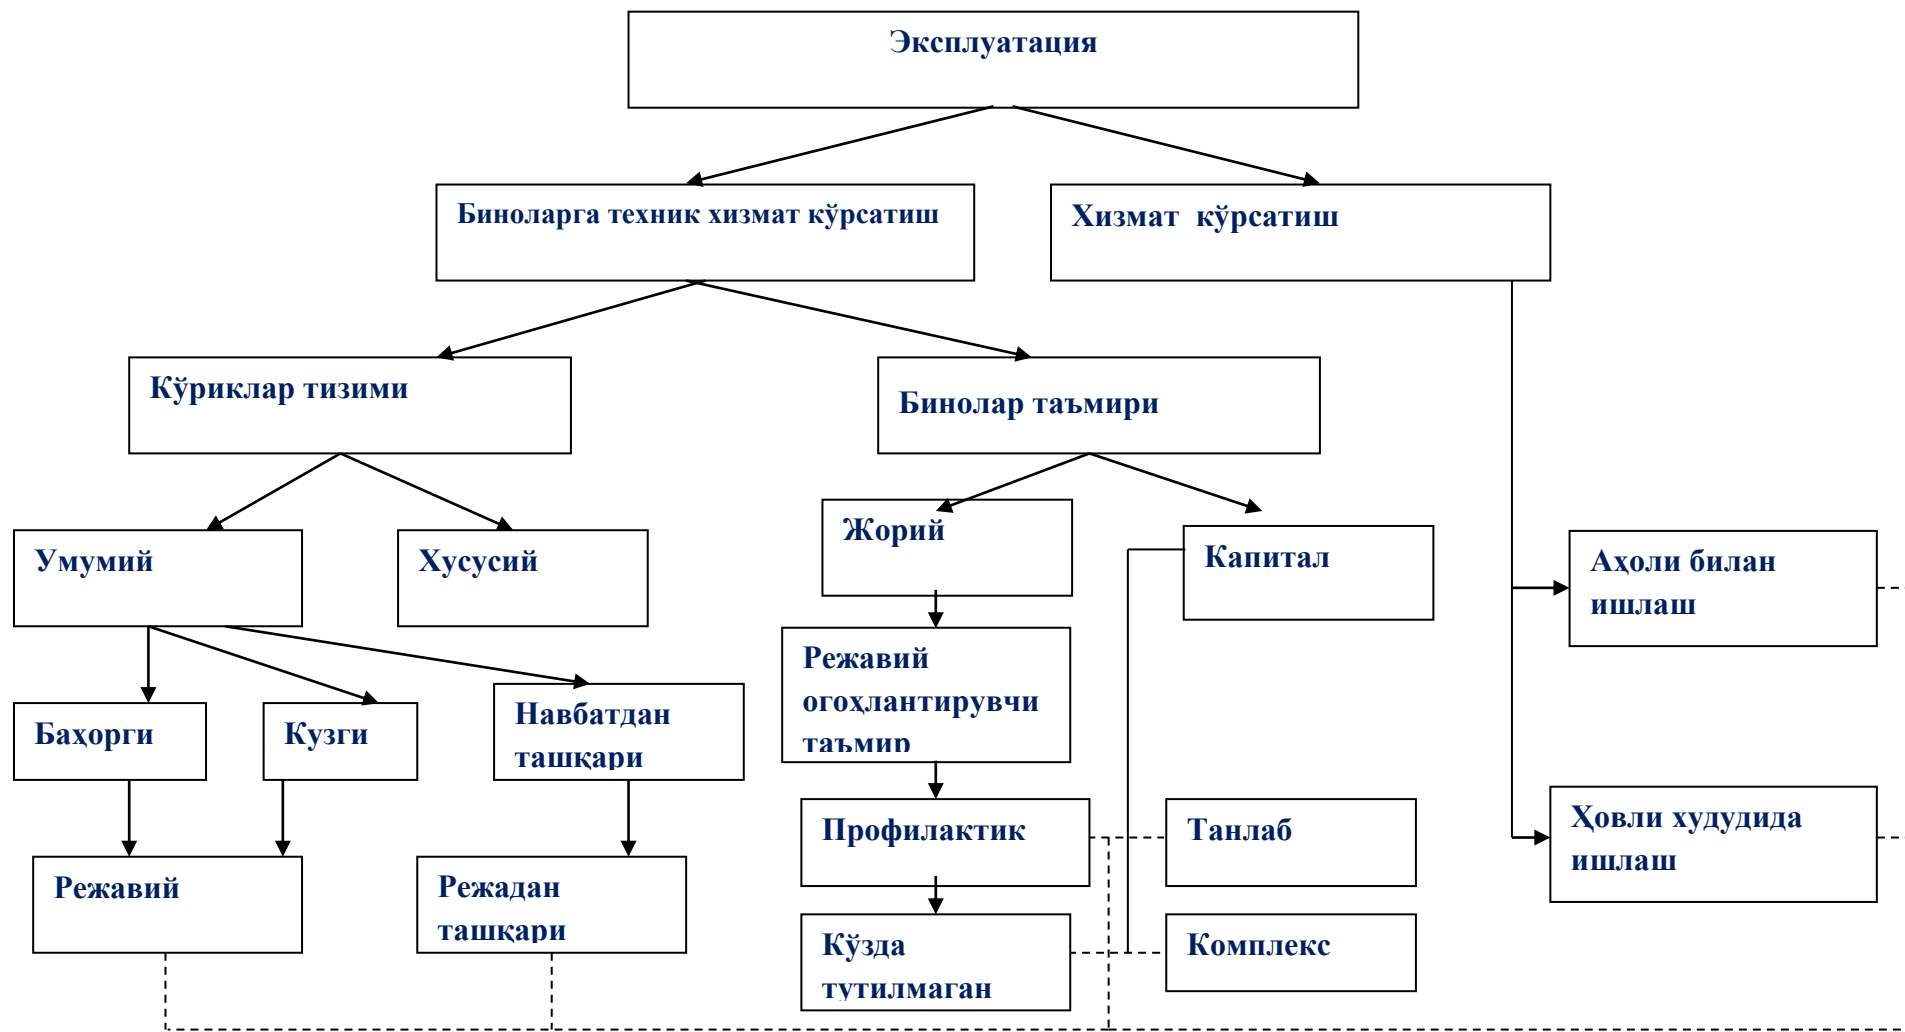 Эксплуатация
Биноларга техник хизмат кўрсатиш
Хизмат кўрсатиш
Кўриклар тизими
Бинолар таъмири
Умумий
Хусусий
Жорий
Капитал
Аҳоли билан
ишлаш
Режавий
огоҳлантирувчи
таъмир
Баҳорги
Кузги
Навбатдан
ташқари
Профилактик
Танлаб
Ҳовли худудида
ишлаш
Режавий
Режадан
ташқари
Кўзда
тутилмаган
Комплекс